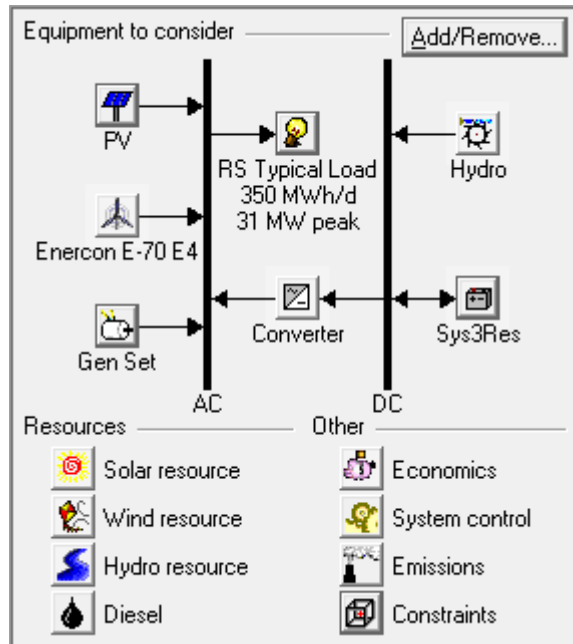 Equipment to consider
Add/Remove...
PV
RS Typical Load
350 MWh/d
31 MW peak
Hydro
Enercon E-70 E4
Gen Set
Converter
Sys3Res
AC
DC
Resources
Other
Solar resource
Economics
Wind resource
System control
Hydro resource
Emissions
Diesel
Constraints